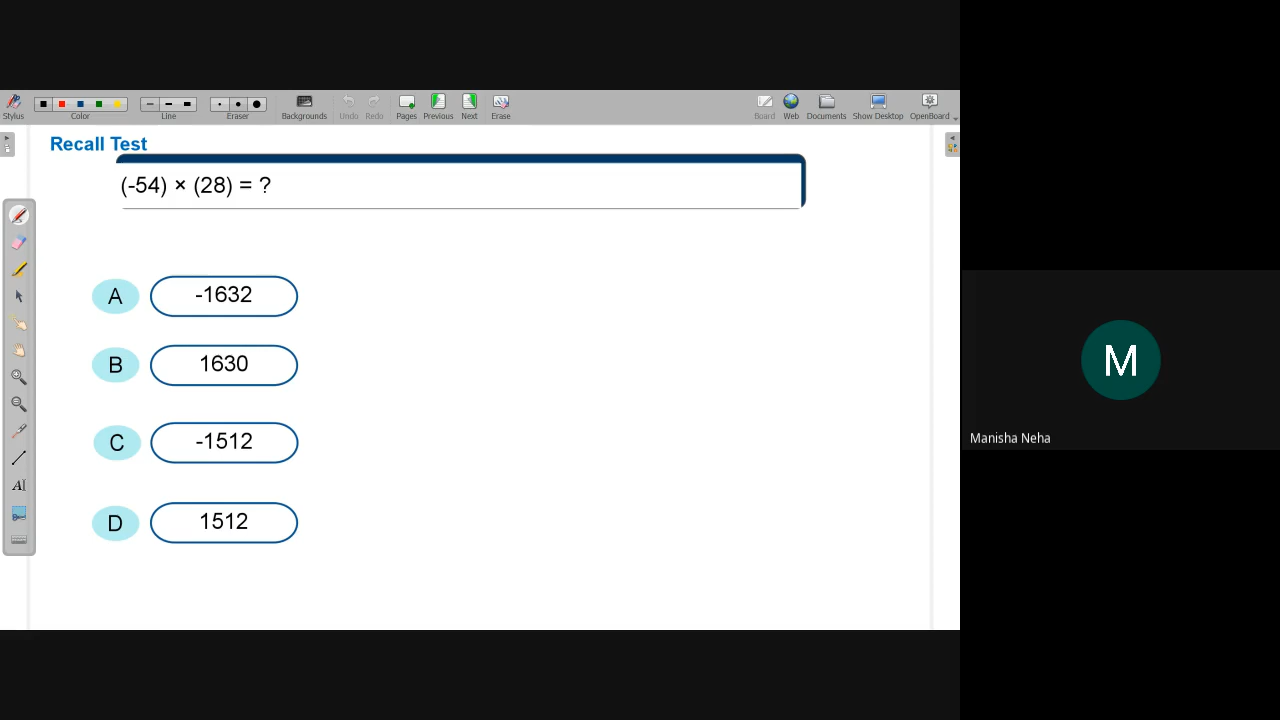 Stylus Color Line Eraser Backgrounds Undo Redo Pages Previous Next Erase Board Web Documents Show Desktop OpenBoard
Recall Test
(-54) × (28) = ?
A -1632
B 1630
C -1512
D 1512
AI
M
Manisha Neha